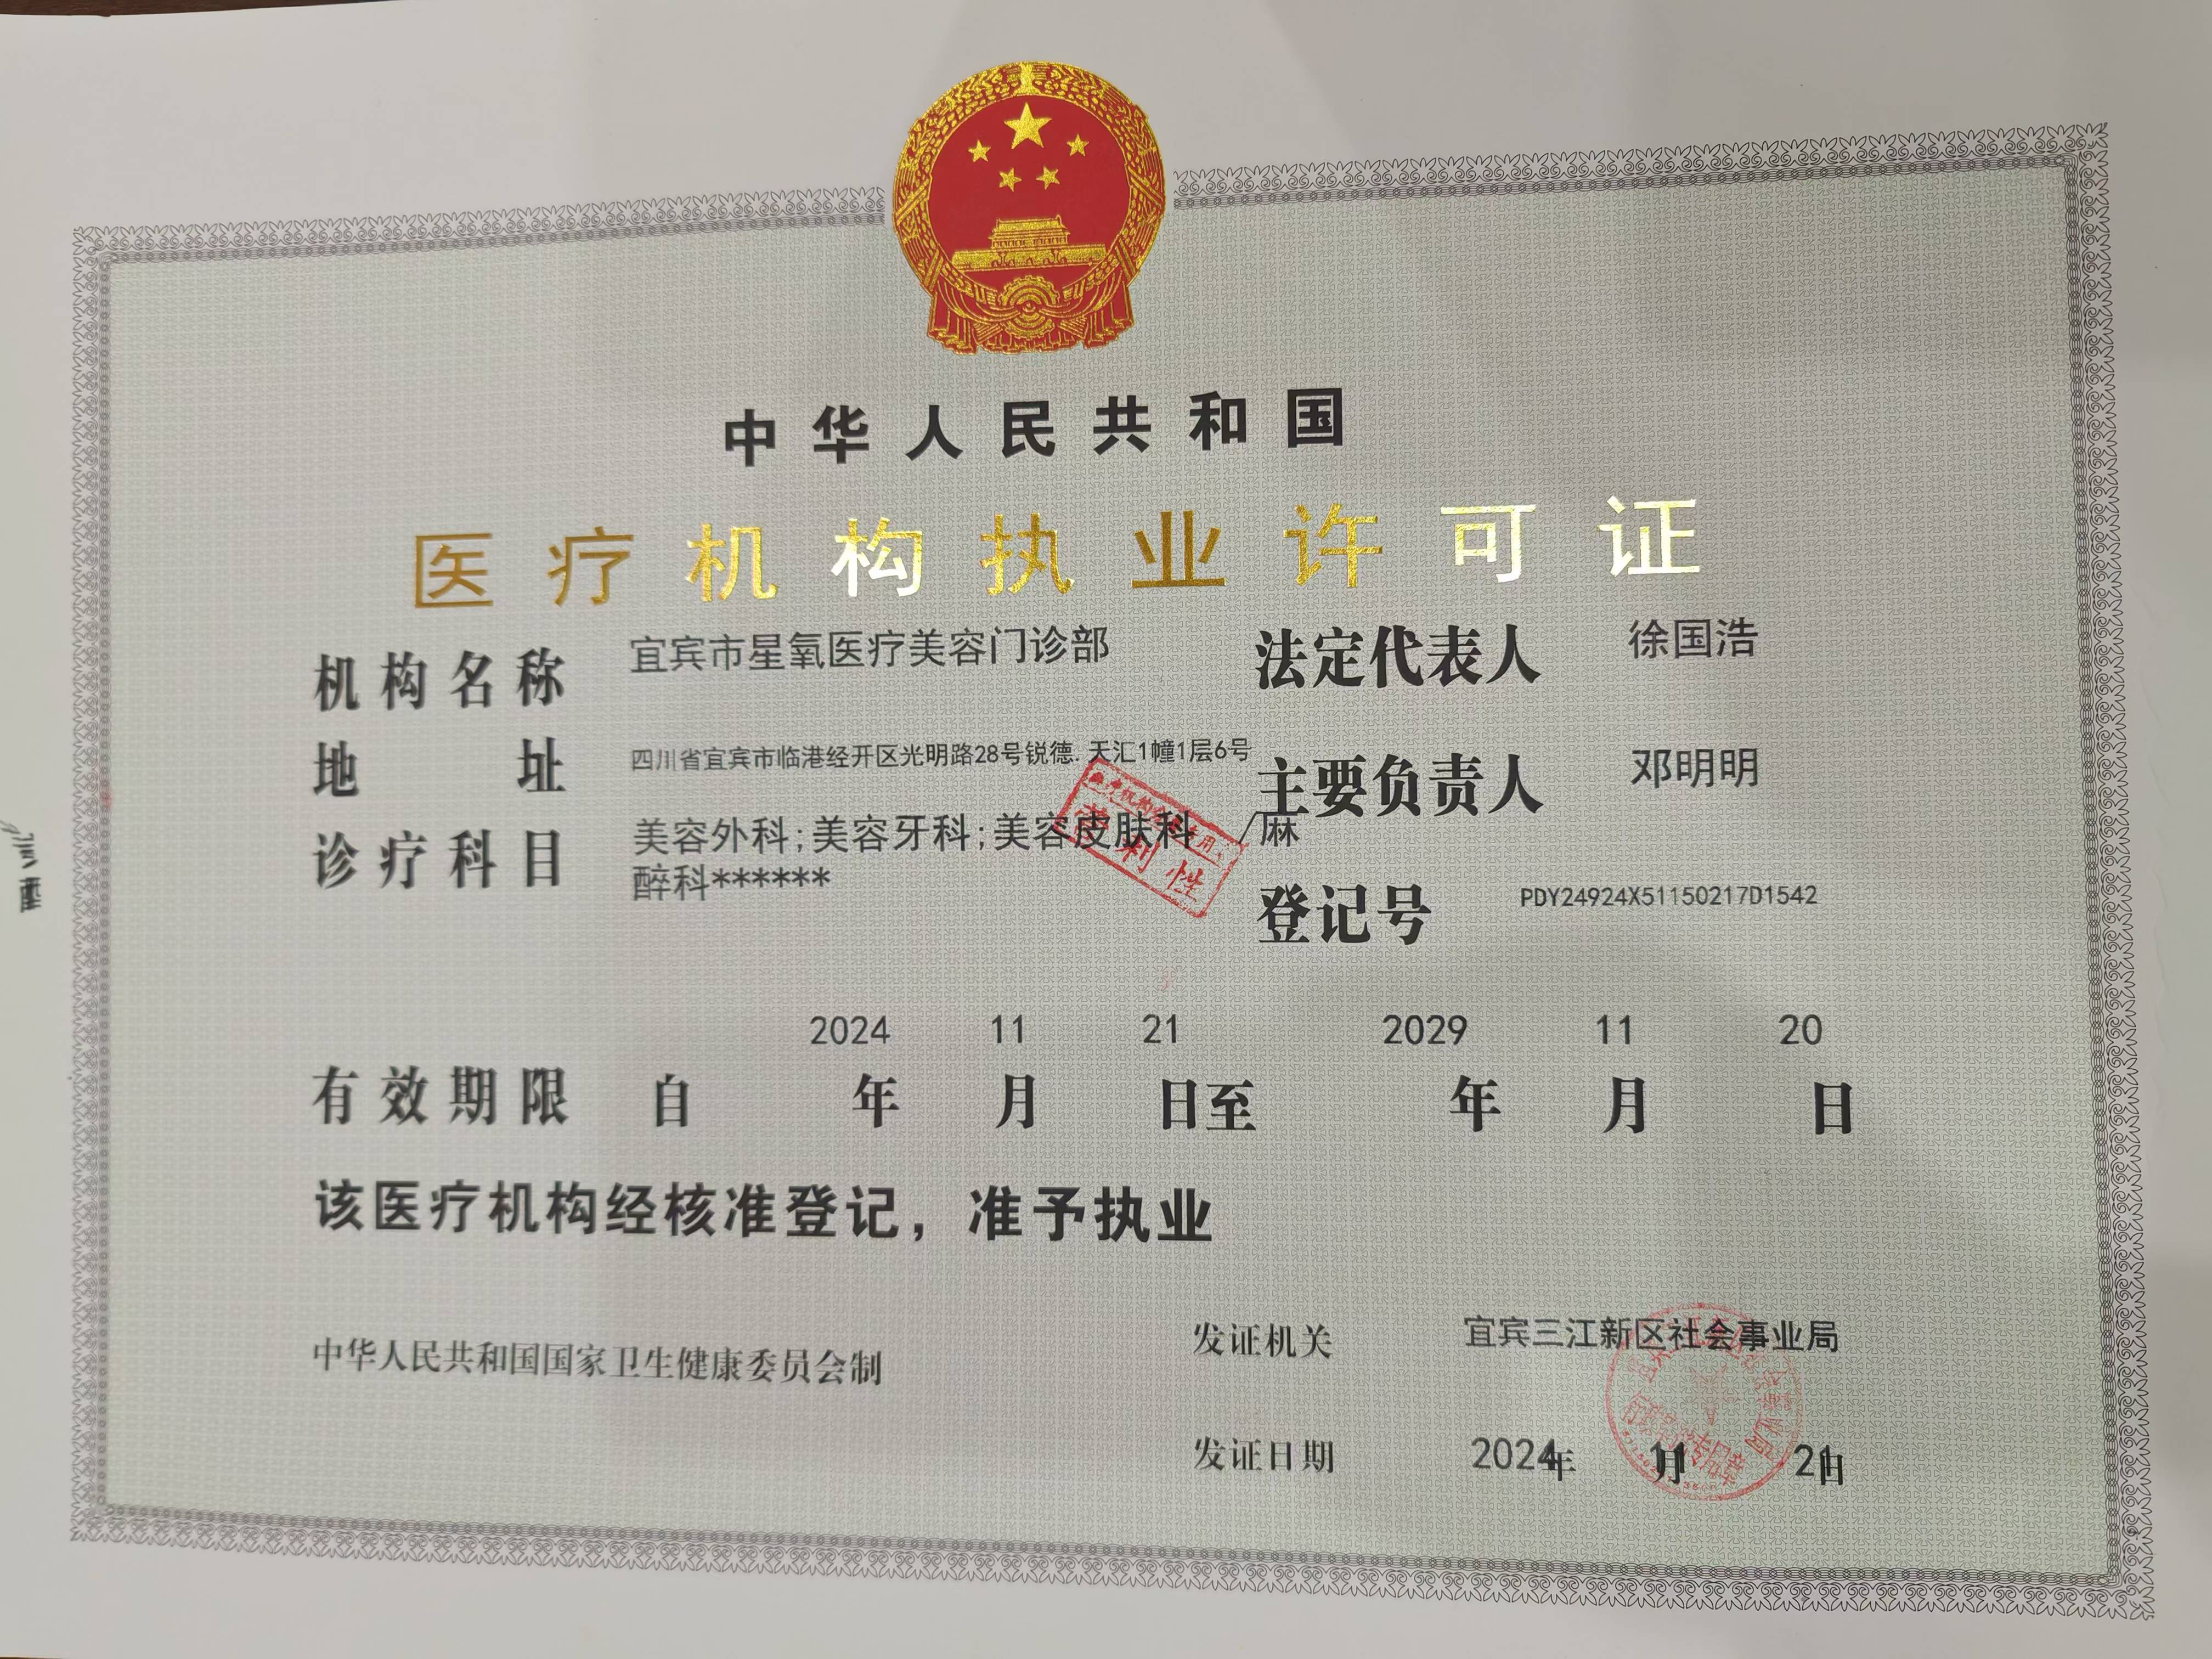 中华人民共和国
医疗机构执业许可证
机构名称 宜宾市星氧医疗美容门诊部
法定代表人 徐国浩
地址 四川省宜宾市临港经开区光明路28号锐德.天汇1幢1层6号
主要负责人 邓明明
诊疗科目 美容外科;美容牙科;美容皮肤科 /麻
醉科******
营利性
登记号 PDY24924X51150217D1542
有效期限 自 2024 年 11 月 21 日至 2029 年 11 月 20 日
该医疗机构经核准登记，准予执业
中华人民共和国国家卫生健康委员会制
发证机关 宜宾三江新区社会事业局
发证日期 2024年 11月 21日